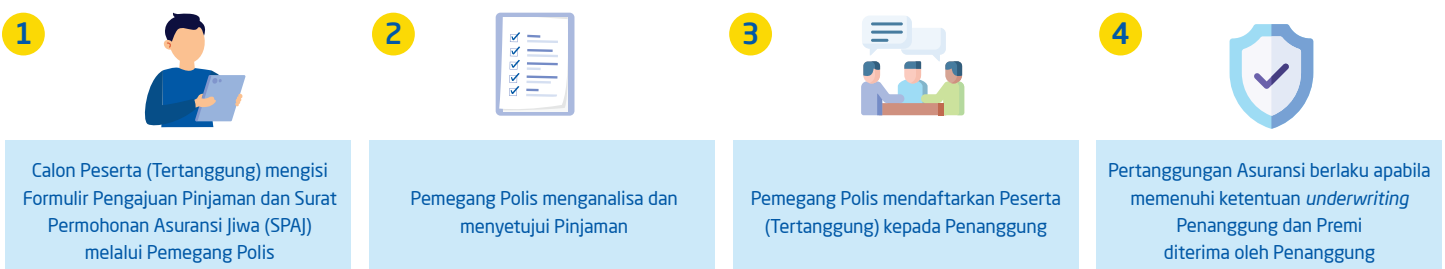 1
Calon Peserta (Tertanggung) mengisi
Formulir Pengajuan Pinjaman dan Surat
Permohonan Asuransi Jiwa (SPAJ)
melalui Pemegang Polis
2
Pemegang Polis menganalisa dan
menyetujui Pinjaman
3
Pemegang Polis mendaftarkan Peserta
(Tertanggung) kepada Penanggung
4
Pertanggungan Asuransi berlaku apabila
memenuhi ketentuan underwriting
Penanggung dan Premi
diterima oleh Penanggung